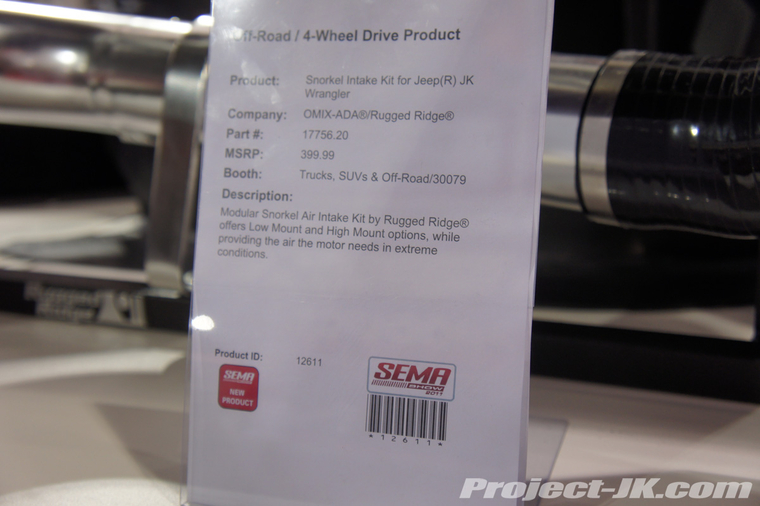 Off-Road / 4-Wheel Drive Product
Product: Snorkel Intake Kit for Jeep(R) JK
Wrangler
Company: OMIX-ADA®/Rugged Ridge®
Part #: 17756.20
MSRP: 399.99
Booth: Trucks, SUVs & Off-Road/30079
Description:
Modular Snorkel Air Intake Kit by Rugged Ridge®
offers Low Mount and High Mount options, while
providing the air the motor needs in extreme
conditions.
Product ID: 12611
SEMA
NEW
PRODUCT
SEMA
SHOW
2011
*12611*
Rugged
Ridge
Project-JK.com